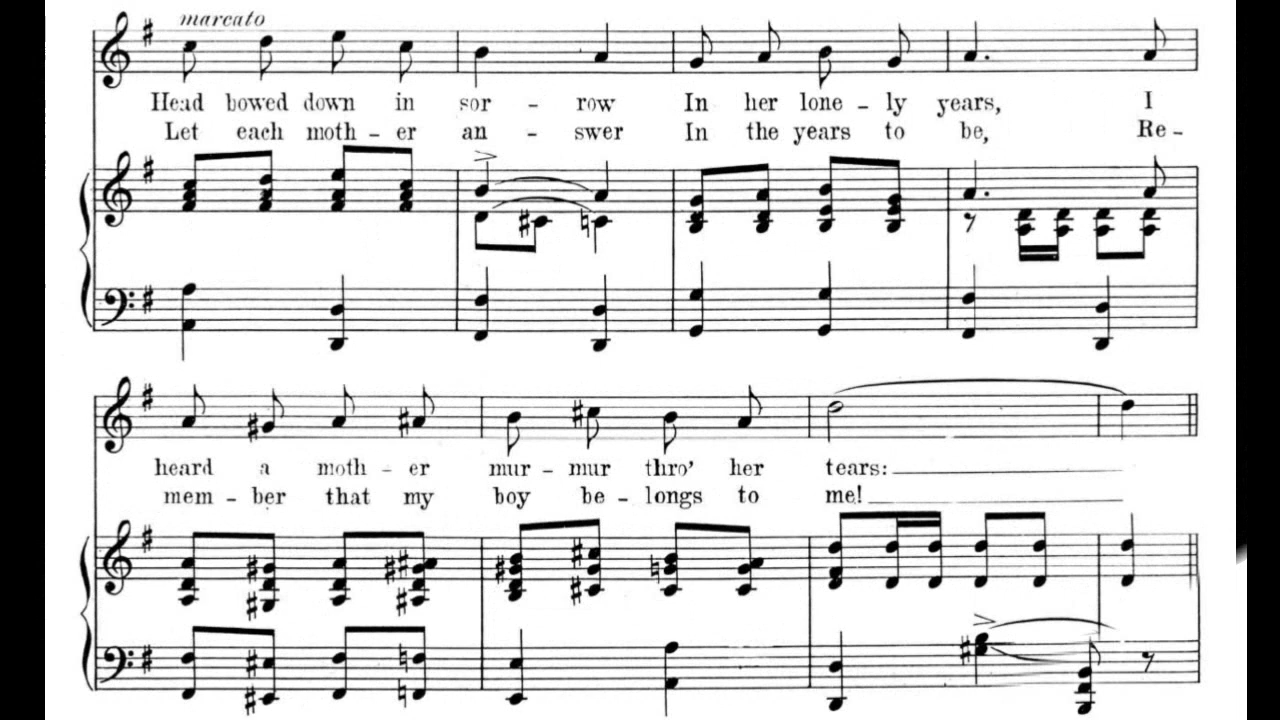 marcato
Head bowed down in sor - row In her lone - ly years, I
Let each moth - er an - swer In the years to be, Re -
heard a moth - er mur - mur thro' her tears:
mem - ber that my boy be - longs to me!